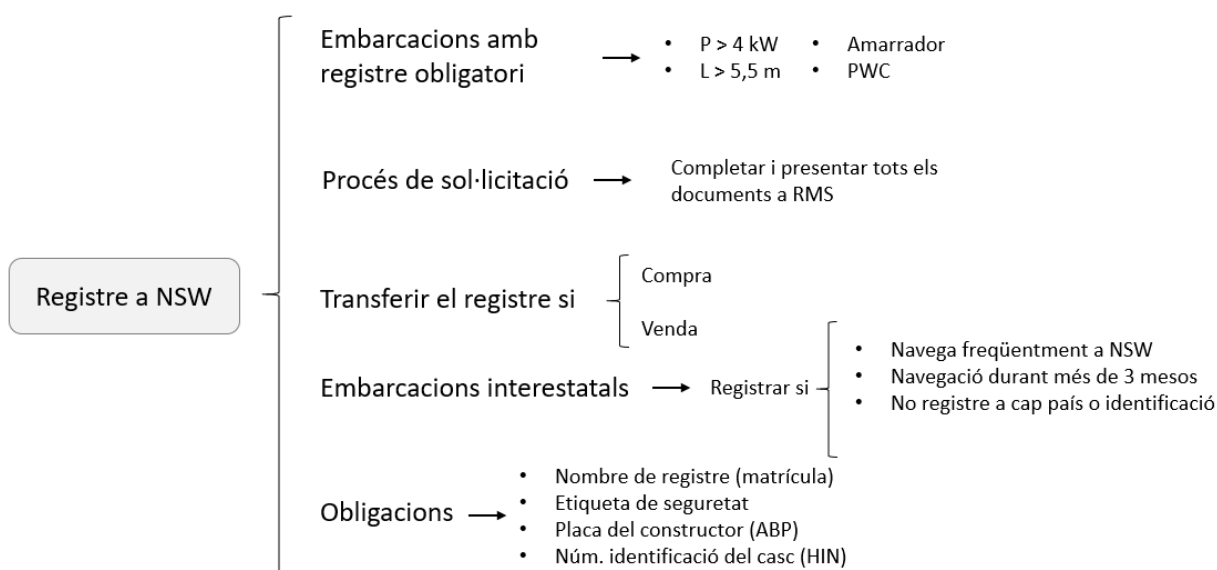 Registre a NSW
Embarcacions amb
registre obligatori
• P > 4 kW
• L > 5,5 m
• Amarrador
• PWC
Procés de sol·licitació
Completar i presentar tots els
documents a RMS
Transferir el registre si
Compra
Venda
Embarcacions interestatals
Registrar si
• Navega freqüentment a NSW
• Navegació durant més de 3 mesos
• No registre a cap país o identificació
Obligacions
• Nombre de registre (matrícula)
• Etiqueta de seguretat
• Placa del constructor (ABP)
• Núm. identificació del casc (HIN)